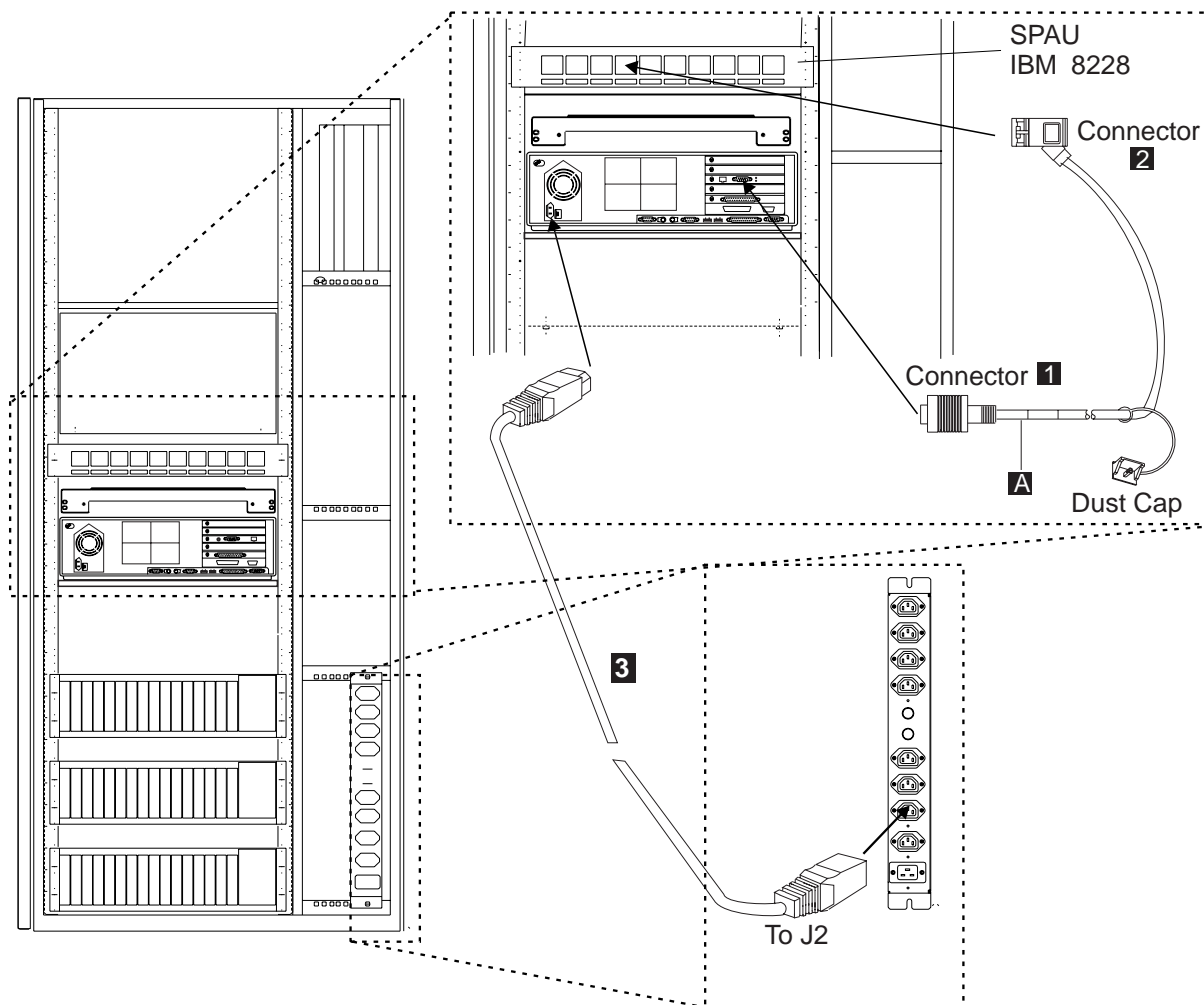 SPAU
IBM 8228
Connector
2
Connector 1
A
Dust Cap
3
To J2